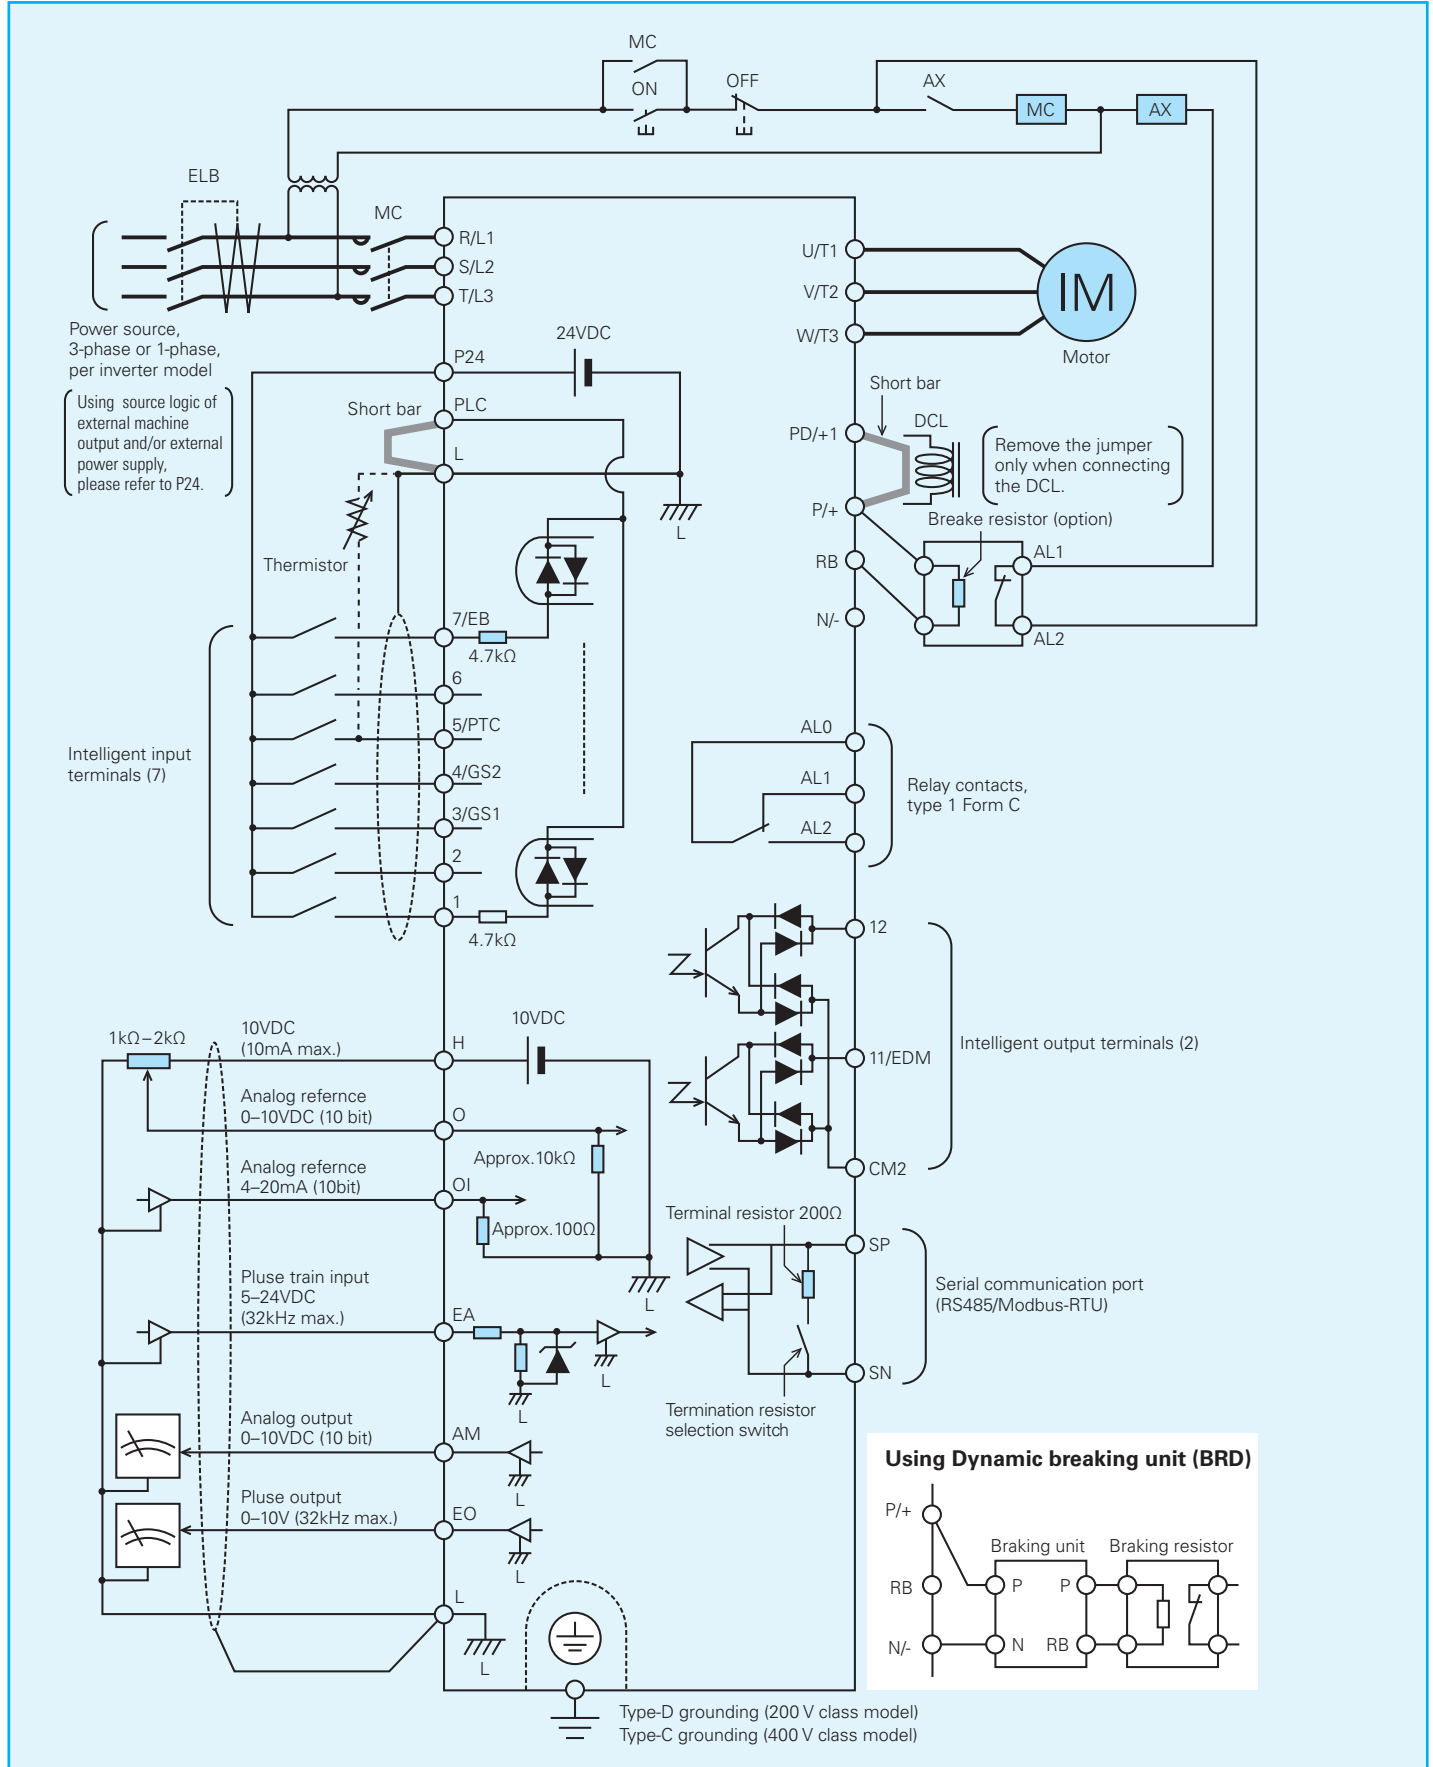 MC
ON
OFF
AX
MC
AX
ELB
MC
R/L1
S/L2
T/L3
U/T1
V/T2
W/T3
IM
Motor
Power source,
3-phase or 1-phase,
per inverter model
Using source logic of
external machine
output and/or external
power supply,
please refer to P24.
P24
24VDC
Short bar
PLC
L
L
Thermistor
Short bar
DCL
PD/+1
Remove the jumper
only when connecting
the DCL.
P/+
Breake resistor (option)
RB
AL1
N/-
AL2
7/EB
4.7kΩ
6
5/PTC
4/GS2
3/GS1
2
1
4.7kΩ
Intelligent input
terminals (7)
AL0
AL1
AL2
Relay contacts,
type 1 Form C
12
11/EDM
CM2
Intelligent output terminals (2)
1kΩ–2kΩ
10VDC
(10mA max.)
H
10VDC
Analog refernce
0–10VDC (10 bit)
O
Approx.10kΩ
Analog refernce
4–20mA (10bit)
OI
Approx.100Ω
L
Pluse train input
5–24VDC
(32kHz max.)
EA
L
L
Analog output
0–10VDC (10 bit)
AM
L
Pluse output
0–10V (32kHz max.)
EO
L
L
L
Terminal resistor 200Ω
SP
Serial communication port
(RS485/Modbus-RTU)
SN
Termination resistor
selection switch
Using Dynamic breaking unit (BRD)
P/+
Braking unit
Braking resistor
RB
P
P
N/-
N
RB
Type-D grounding (200 V class model)
Type-C grounding (400 V class model)